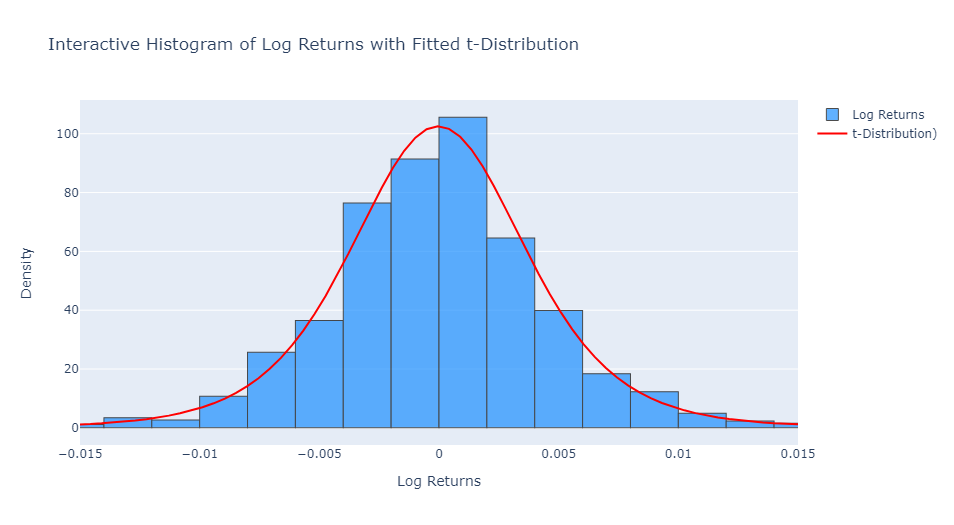 Interactive Histogram of Log Returns with Fitted t-Distribution
Log Returns
t-Distribution)
100
80
60
40
20
0
Density
−0.015
−0.01
−0.005
0
0.005
0.01
0.015
Log Returns